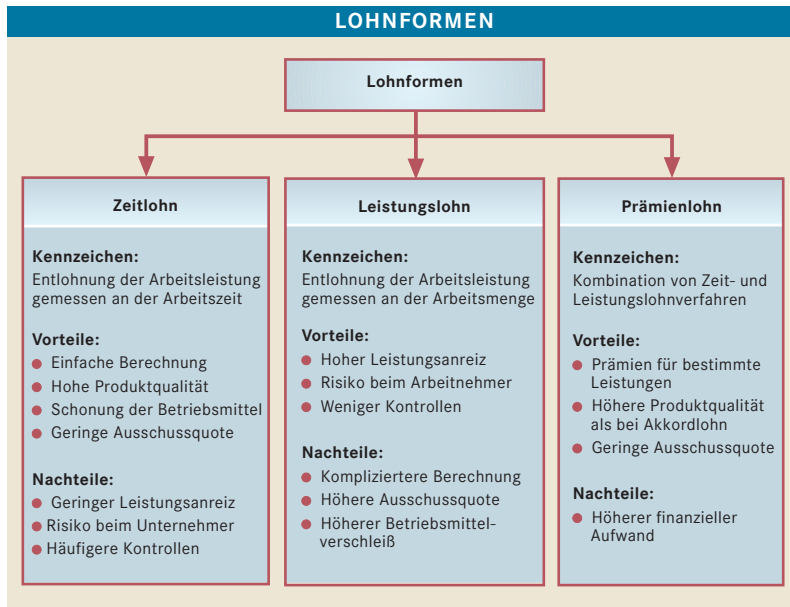 LOHNFORMEN
Lohnformen
Zeitlohn
Kennzeichen:
Entlohnung der Arbeitsleistung
gemessen an der Arbeitszeit
Vorteile:
Einfache Berechnung
Hohe Produktqualität
Schonung der Betriebsmittel
Geringe Ausschussquote
Nachteile:
Geringer Leistungsanreiz
Risiko beim Unternehmer
Häufigere Kontrollen
Leistungslohn
Kennzeichen:
Entlohnung der Arbeitsleistung
gemessen an der Arbeitsmenge
Vorteile:
Hoher Leistungsanreiz
Risiko beim Arbeitnehmer
Weniger Kontrollen
Nachteile:
Kompliziertere Berechnung
Höhere Ausschussquote
Höherer Betriebsmittel-
verschleiß
Prämienlohn
Kennzeichen:
Kombination von Zeit- und
Leistungslohnverfahren
Vorteile:
Prämien für bestimmte
Leistungen
Höhere Produktqualität
als bei Akkordlohn
Geringe Ausschussquote
Nachteile:
Höherer finanzieller
Aufwand